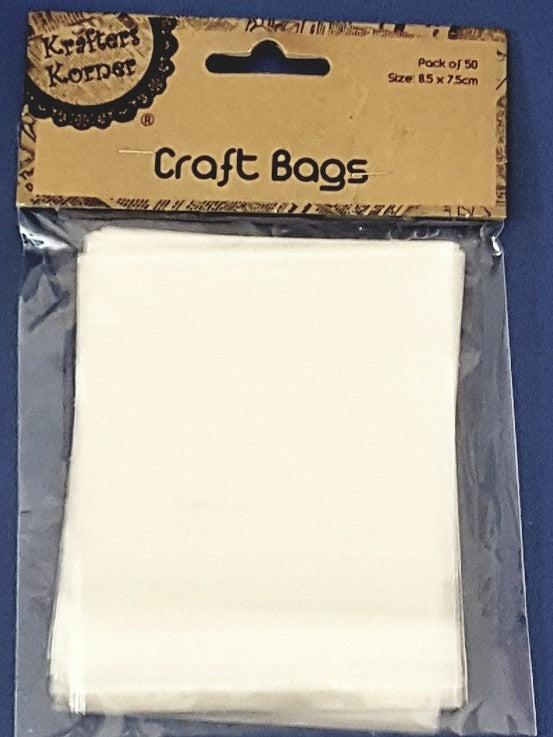 Krafters
Korner
®
Pack of 50
Size: 8.5 x 7.5cm
Craft Bags